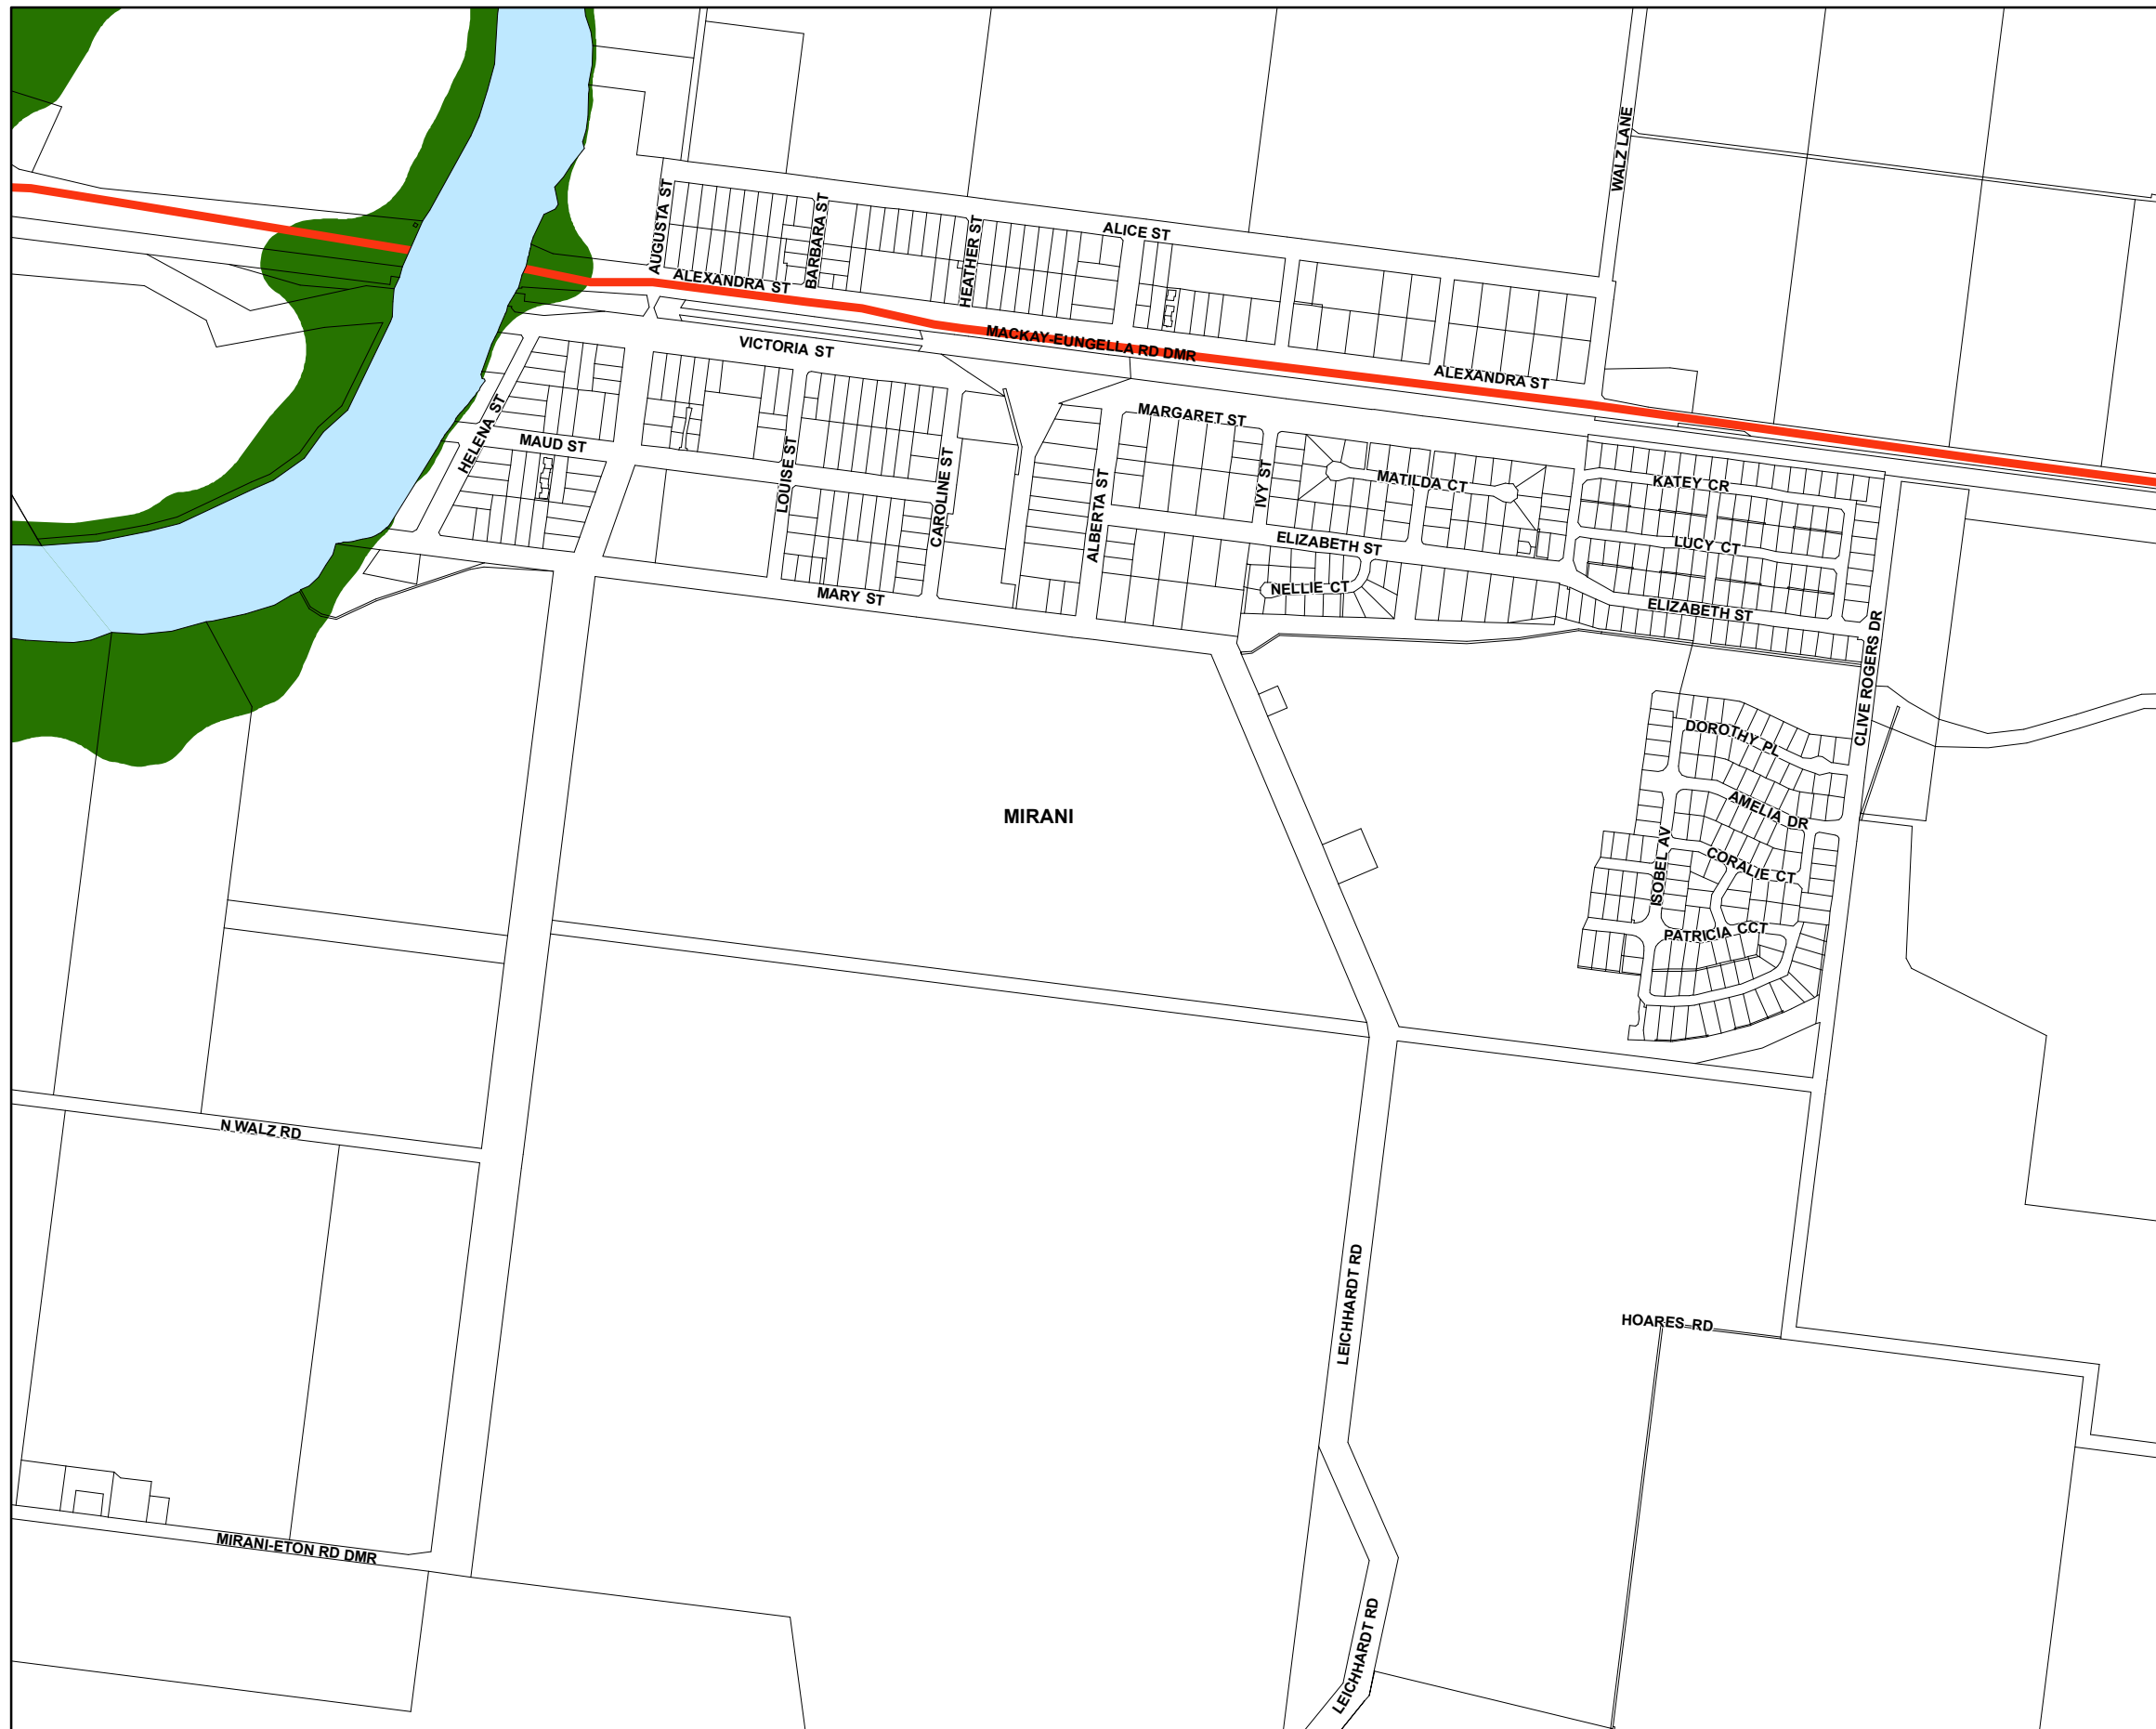 WALZ LANE
AUGUSTA ST
BARBARA ST
HEATHER ST
ALICE ST
ALEXANDRA ST
MACKAY-EUNGELLA RD DMR
VICTORIA ST
ALEXANDRA ST
HELENA ST
MAUD ST
LOUISE ST
CAROLINE ST
ALBERTA ST
MARGARET ST
IVY ST
MATILDA CT
KATEY CR
ELIZABETH ST
LUCY CT
NELLIE CT
MARY ST
ELIZABETH ST
CLIVE ROGERS DR
DOROTHY PL
AMELIA DR
MIRANI
ISOBEL AV
CORALIE CT
PATRICIA CCT
N WALZ RD
LEICHHARDT RD
HOARES RD
MIRANI-ETON RD DMR
LEICHHARDT RD